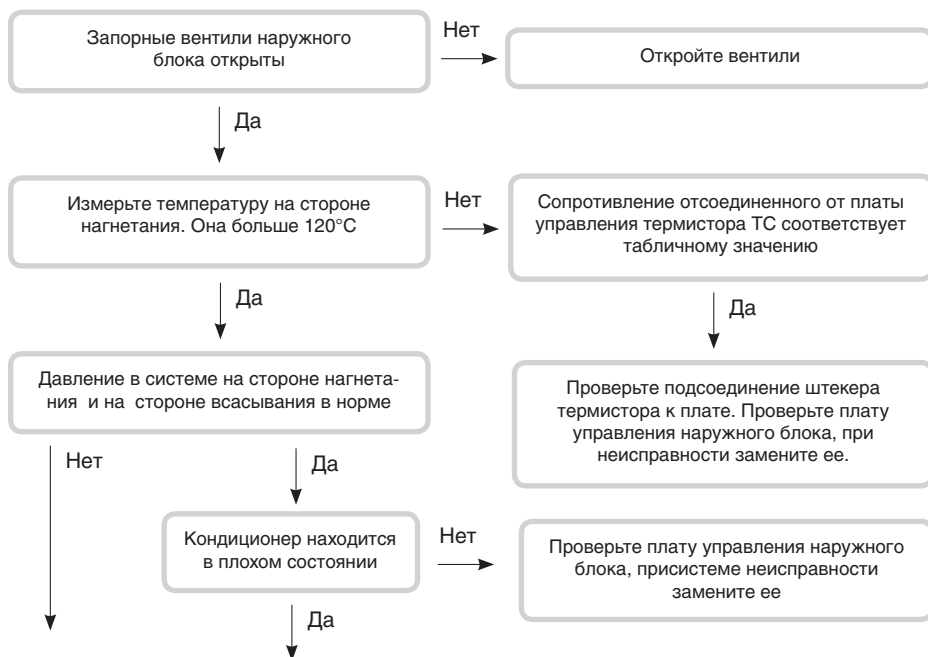 Запорные вентили наружного
блока открыты
Нет
Откройте вентили
Да
Измерьте температуру на стороне
нагнетания. Она больше 120°С
Нет
Сопротивление отсоединенного от платы
управления термистора ТС соответствует
табличному значению
Да
Да
Давление в системе на стороне нагнета-
ния и на стороне всасывания в норме
Проверьте подсоединение штекера
термистора к плате. Проверьте плату
управления наружного блока, при
неисправности замените ее.
Нет
Да
Кондиционер находится
в плохом состоянии
Нет
Проверьте плату управления наружного
блока, присистеме неисправности
замените ее
Да